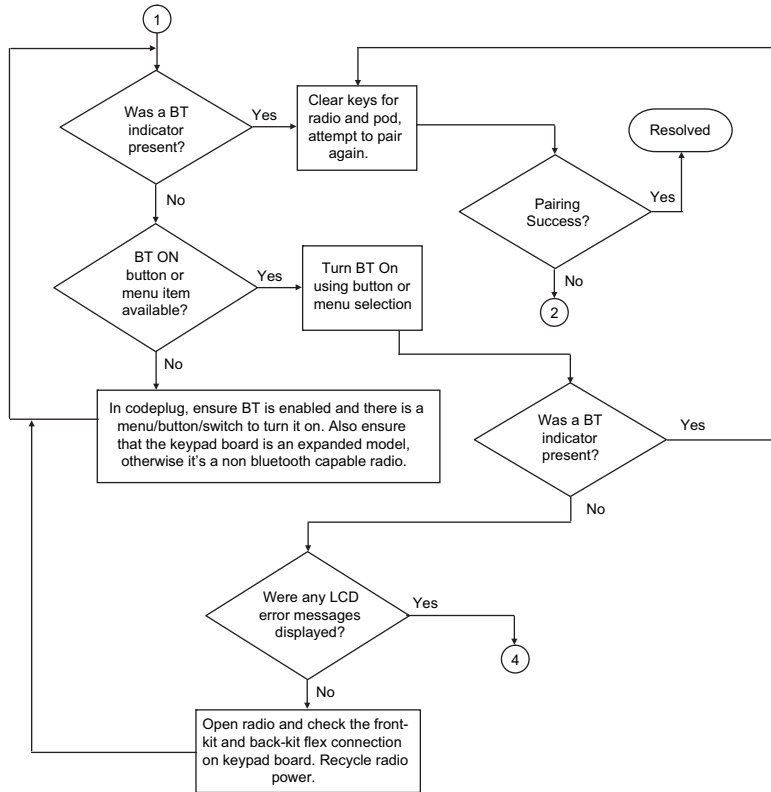 1
Was a BT
indicator
present?
Yes
Clear keys for
radio and pod,
attempt to pair
again.
Resolved
Pairing
Success?
Yes
No
2
No
BT ON
button or
menu item
available?
Yes
Turn BT On
using button or
menu selection
No
In codeplug, ensure BT is enabled and there is a
menu/button/switch to turn it on. Also ensure
that the keypad board is an expanded model,
otherwise it's a non bluetooth capable radio.
Was a BT
indicator
present?
Yes
No
Were any LCD
error messages
displayed?
Yes
4
No
Open radio and check the front-
kit and back-kit flex connection
on keypad board. Recycle radio
power.